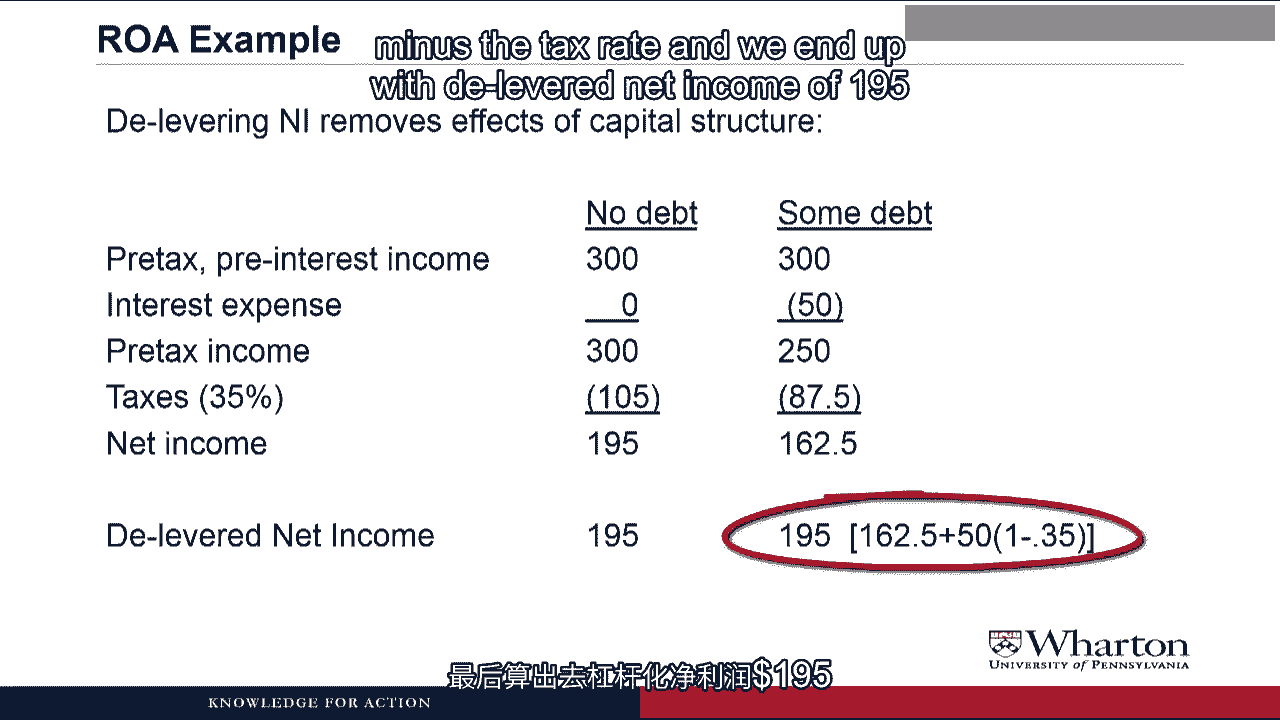 ROA Example
minus the tax rate and we end up
with de-levered net income of 195
De-levering NI removes effects of capital structure:
No debt Some debt
Pretax, pre-interest income 300 300
Interest expense 0 (50)
Pretax income 300 250
Taxes (35%) (105) (87.5)
Net income 195 162.5
De-levered Net Income 195 195 [162.5+50(1-.35)]
Wharton
UNIVERSITY OF PENNSYLVANIA
最后算出去杠杆化净利润$195
KNOWLEDGE FOR ACTION